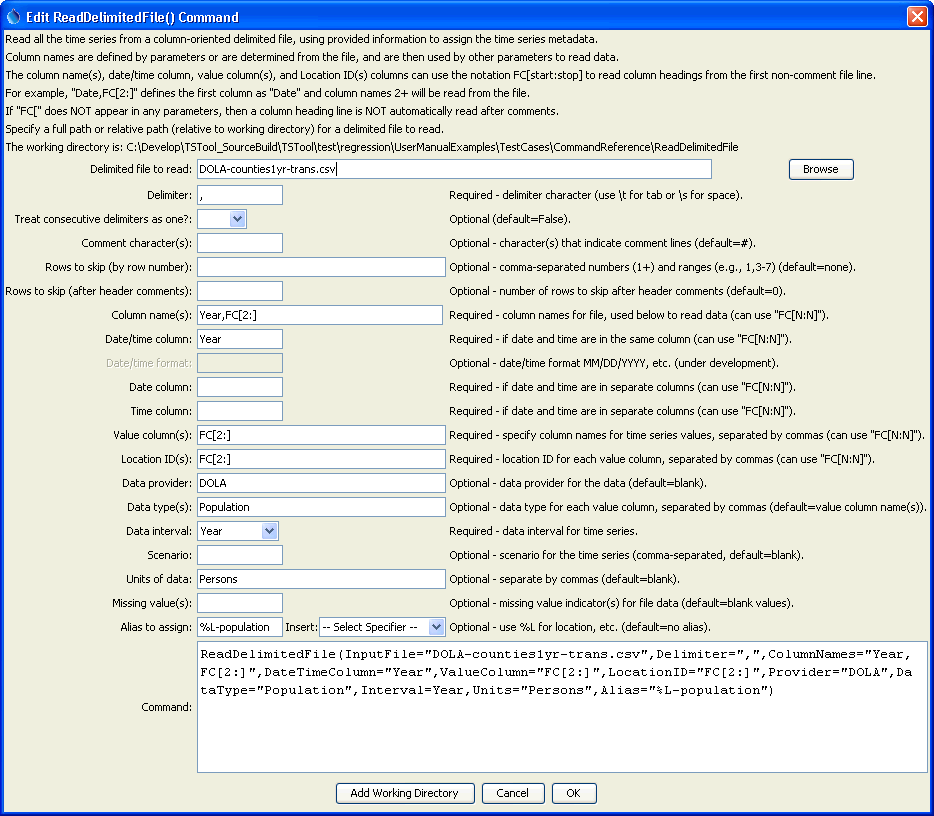 Edit ReadDelimitedFile() Command
Read all the time series from a column-oriented delimited file, using provided information to assign the time series metadata.
Column names are defined by parameters or are determined from the file, and are then used by other parameters to read data.
The column name(s), date/time column, value column(s), and Location ID(s) columns can use the notation FC[start:stop] to read column headings from the first non-comment file line.
For example, "Date,FC[2:]" defines the first column as "Date" and column names 2+ will be read from the file.
If "FC[" does NOT appear in any parameters, then a column heading line is NOT automatically read after comments.
Specify a full path or relative path (relative to working directory) for a delimited file to read.
The working directory is: C:\Develop\TSTool_SourceBuild\TSTool\test\regression\UserManualExamples\TestCases\CommandReference\ReadDelimitedFile
Delimited file to read: DOLA-counties1yr-trans.csv Browse
Delimiter: , Required - delimiter character (use \t for tab or \s for space).
Treat consecutive delimiters as one?: Optional (default=False).
Comment character(s): Optional - character(s) that indicate comment lines (default=#).
Rows to skip (by row number): Optional - comma-separated numbers (1+) and ranges (e.g., 1,3-7) (default=none).
Rows to skip (after header comments): Optional - number of rows to skip after header comments (default=0).
Column name(s): Year,FC[2:] Required - column names for file, used below to read data (can use "FC[N:N]").
Date/time column: Year Required - if date and time are in the same column (can use "FC[N:N]").
Date/time format: Optional - date/time format MM/DD/YYYY, etc. (under development).
Date column: Required - if date and time are in separate columns (can use "FC[N:N]").
Time column: Required - if date and time are in separate columns (can use "FC[N:N]").
Value column(s): FC[2:] Required - specify column names for time series values, separated by commas (can use "FC[N:N]").
Location ID(s): FC[2:] Required - location ID for each value column, separated by commas (can use "FC[N:N]").
Data provider: DOLA Optional - data provider for the data (default=blank).
Data type(s): Population Optional - data type for each value column, separated by commas (default=value column name(s)).
Data interval: Year Required - data interval for time series.
Scenario: Optional - scenario for the time series (comma-separated, default=blank).
Units of data: Persons Optional - separate by commas (default=blank).
Missing value(s): Optional - missing value indicator(s) for file data (default=blank values).
Alias to assign: %L-population Insert: -- Select Specifier -- Optional - use %L for location, etc. (default=no alias).
Command: ReadDelimitedFile(InputFile="DOLA-counties1yr-trans.csv",Delimiter=",",ColumnNames="Year,
FC[2:]",DateTimeColumn="Year",ValueColumn="FC[2:]",LocationID="FC[2:]",Provider="DOLA",Da
taType="Population",Interval=Year,Units="Persons",Alias="%L-population")
Add Working Directory Cancel OK